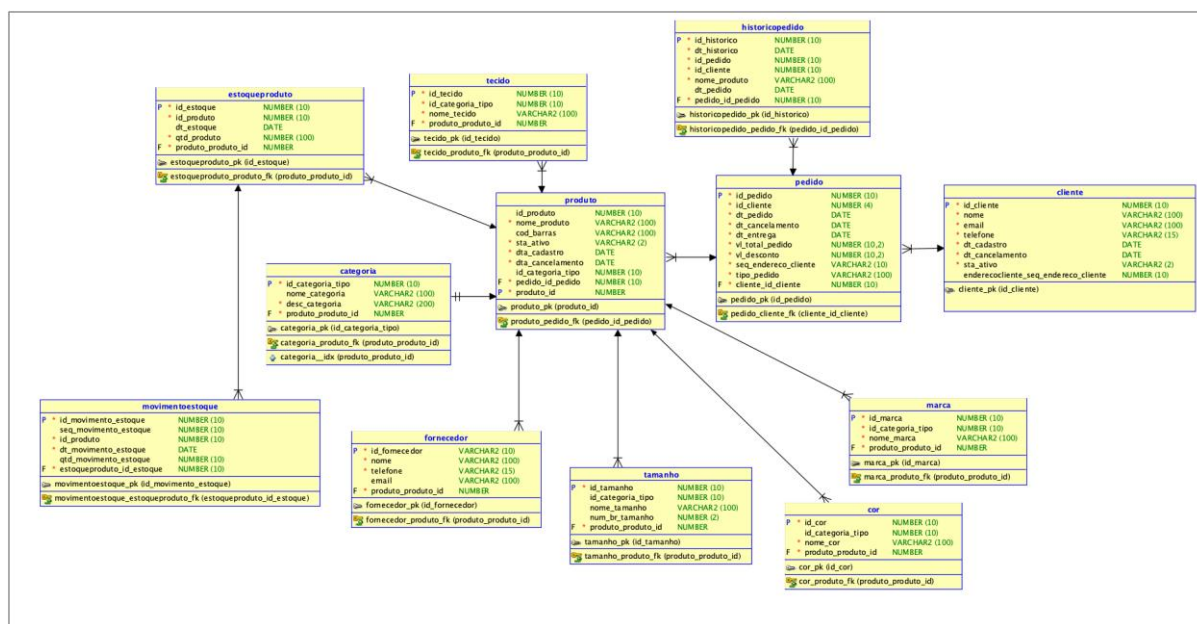 historicopedido
P * id_historico NUMBER (10)
* dt_historico DATE
* id_pedido NUMBER (10)
* id_cliente NUMBER (10)
* nome_produto VARCHAR2 (100)
dt_pedido DATE
F * pedido_id_pedido NUMBER (10)
historicopedido_pk (id_historico)
historicopedido_pedido_fk (pedido_id_pedido)
tecido
P * id_tecido NUMBER (10)
* id_categoria_tipo NUMBER (10)
* nome_tecido VARCHAR2 (100)
F * produto_produto_id NUMBER
tecido_pk (id_tecido)
tecido_produto_fk (produto_produto_id)
estoqueproduto
P * id_estoque NUMBER (10)
* id_produto NUMBER (10)
dt_estoque DATE
* qtd_produto NUMBER (100)
F * produto_produto_id NUMBER
estoqueproduto_pk (id_estoque)
estoqueproduto_produto_fk (produto_produto_id)
produto
id_produto NUMBER (10)
* nome_produto VARCHAR2 (100)
cod_barras VARCHAR2 (100)
* sta_ativo VARCHAR2 (2)
* dta_cadastro DATE
* dta_cancelamento DATE
id_categoria_tipo NUMBER (10)
F * pedido_id_pedido NUMBER (10)
P * produto_id NUMBER
produto_pk (produto_id)
produto_pedido_fk (pedido_id_pedido)
pedido
P * id_pedido NUMBER (10)
* id_cliente NUMBER (4)
* dt_pedido DATE
* dt_cancelamento DATE
* dt_entrega DATE
* vl_total_pedido NUMBER (10,2)
* vl_desconto NUMBER (10,2)
* seq_endereco_cliente VARCHAR2 (10)
* tipo_pedido VARCHAR2 (100)
F * cliente_id_cliente NUMBER (10)
pedido_pk (id_pedido)
pedido_cliente_fk (cliente_id_cliente)
cliente
P * id_cliente NUMBER (10)
* nome VARCHAR2 (100)
* email VARCHAR2 (100)
* telefone VARCHAR2 (15)
* dt_cadastro DATE
* dt_cancelamento DATE
* sta_ativo VARCHAR2 (2)
enderecocliente_seq_endereco_cliente NUMBER (10)
cliente_pk (id_cliente)
categoria
P * id_categoria_tipo NUMBER (10)
nome_categoria VARCHAR2 (100)
* desc_categoria VARCHAR2 (200)
F * produto_produto_id NUMBER
categoria_pk (id_categoria_tipo)
categoria_produto_fk (produto_produto_id)
categoria__idx (produto_produto_id)
movimentoestoque
P * id_movimento_estoque NUMBER (10)
seq_movimento_estoque NUMBER (10)
* id_produto NUMBER (10)
* dt_movimento_estoque DATE
qtd_movimento_estoque NUMBER (10)
F * estoqueproduto_id_estoque NUMBER (10)
movimentoestoque_pk (id_movimento_estoque)
movimentoestoque_estoqueproduto_fk (estoqueproduto_id_estoque)
fornecedor
P * id_fornecedor VARCHAR2 (10)
* nome VARCHAR2 (100)
* telefone VARCHAR2 (15)
email VARCHAR2 (100)
F * produto_produto_id NUMBER
fornecedor_pk (id_fornecedor)
fornecedor_produto_fk (produto_produto_id)
tamanho
P * id_tamanho NUMBER (10)
id_categoria_tipo NUMBER (10)
nome_tamanho VARCHAR2 (100)
num_br_tamanho NUMBER (2)
F * produto_produto_id NUMBER
tamanho_pk (id_tamanho)
tamanho_produto_fk (produto_produto_id)
marca
P * id_marca NUMBER (10)
* id_categoria_tipo NUMBER (10)
* nome_marca VARCHAR2 (100)
F * produto_produto_id NUMBER
marca_pk (id_marca)
marca_produto_fk (produto_produto_id)
cor
P * id_cor NUMBER (10)
id_categoria_tipo NUMBER (10)
* nome_cor VARCHAR2 (100)
F * produto_produto_id NUMBER
cor_pk (id_cor)
cor_produto_fk (produto_produto_id)